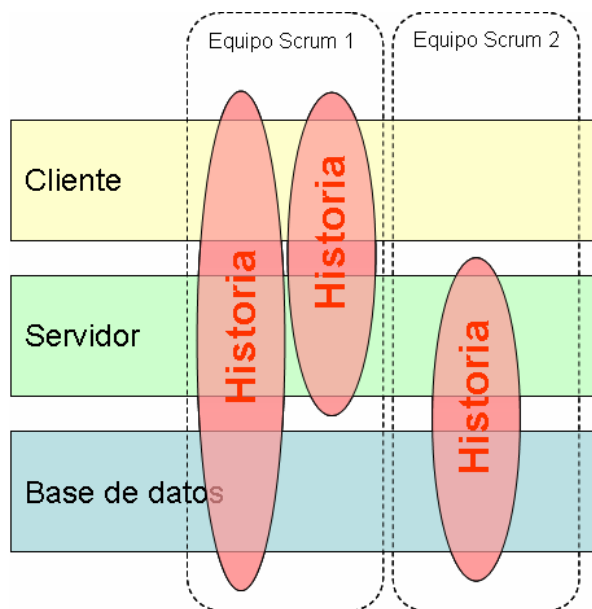 Equipo Scrum 1
Equipo Scrum 2
Cliente
Historia
Historia
Servidor
Historia
Base de datos